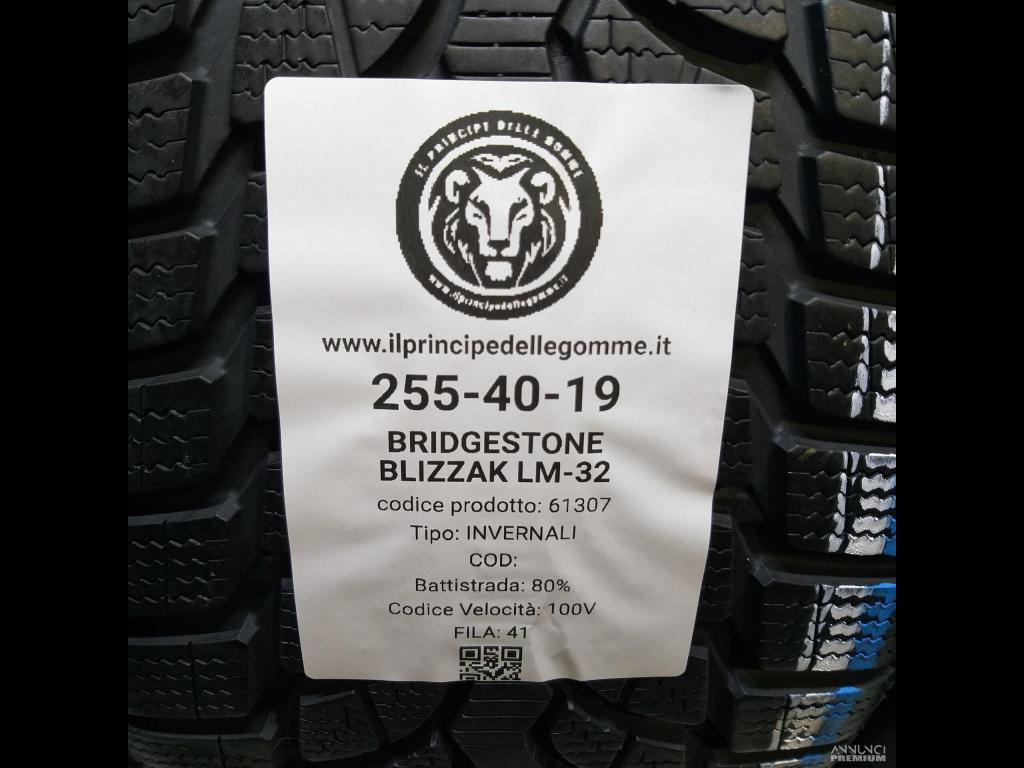 IL PRINCIPE DELLE GOMME
www.ilprincipedellegomme.it
www.ilprincipedellegomme.it
255-40-19
BRIDGESTONE
BLIZZAK LM-32
codice prodotto: 61307
Tipo: INVERNALI
COD:
Battistrada: 80%
Codice Velocità: 100V
FILA: 41
ANNUNCI
PREMIUM